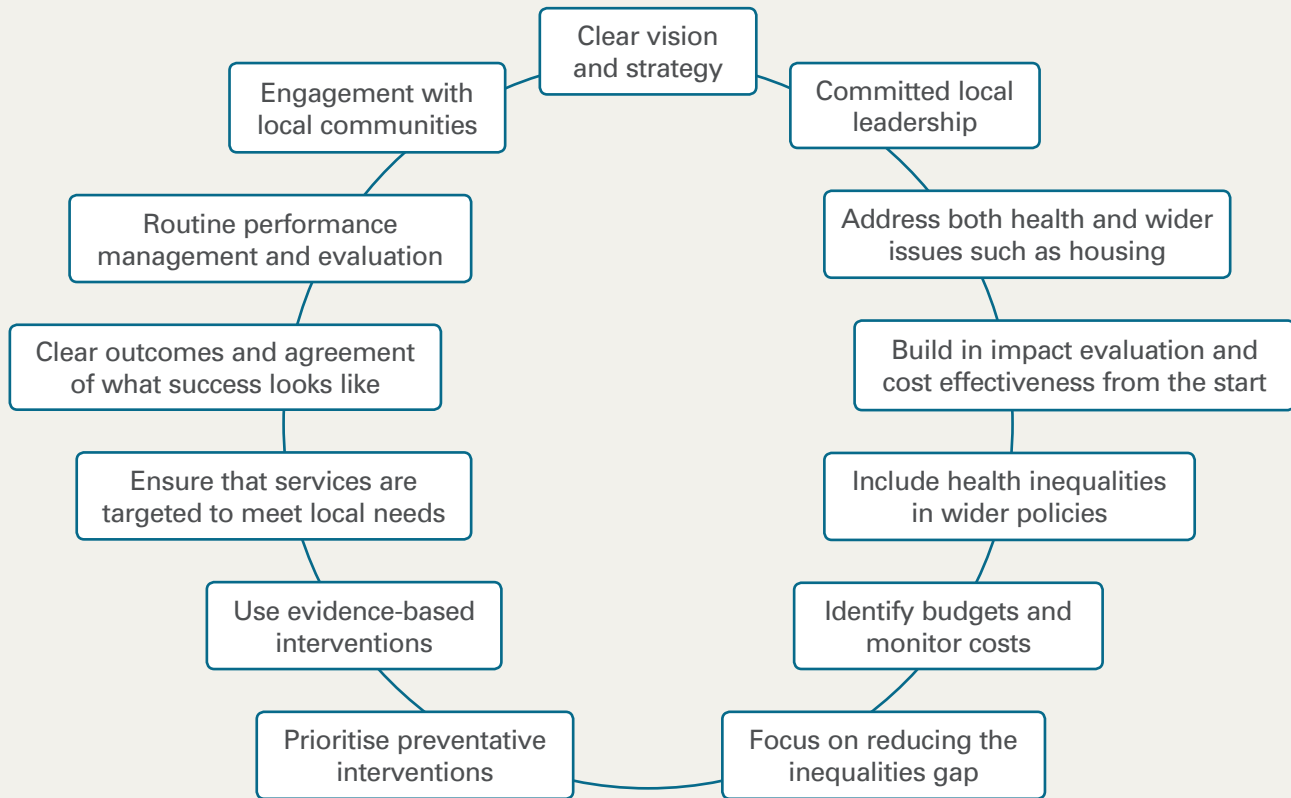 Clear vision
and strategy
Committed local
leadership
Address both health and wider
issues such as housing
Build in impact evaluation and
cost effectiveness from the start
Include health inequalities
in wider policies
Identify budgets and
monitor costs
Focus on reducing the
inequalities gap
Prioritise preventative
interventions
Use evidence-based
interventions
Ensure that services are
targeted to meet local needs
Clear outcomes and agreement
of what success looks like
Routine performance
management and evaluation
Engagement with
local communities